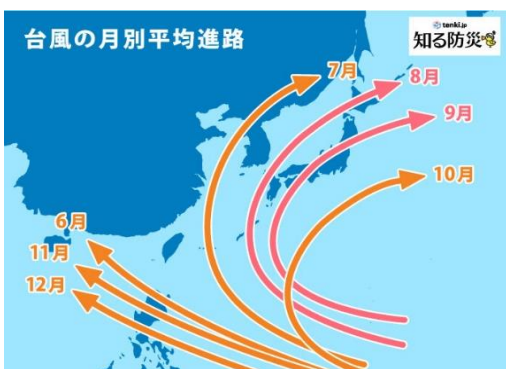 台風の月別平均進路
tenki.jp
知る防災
7月
8月
9月
10月
6月
11月
12月